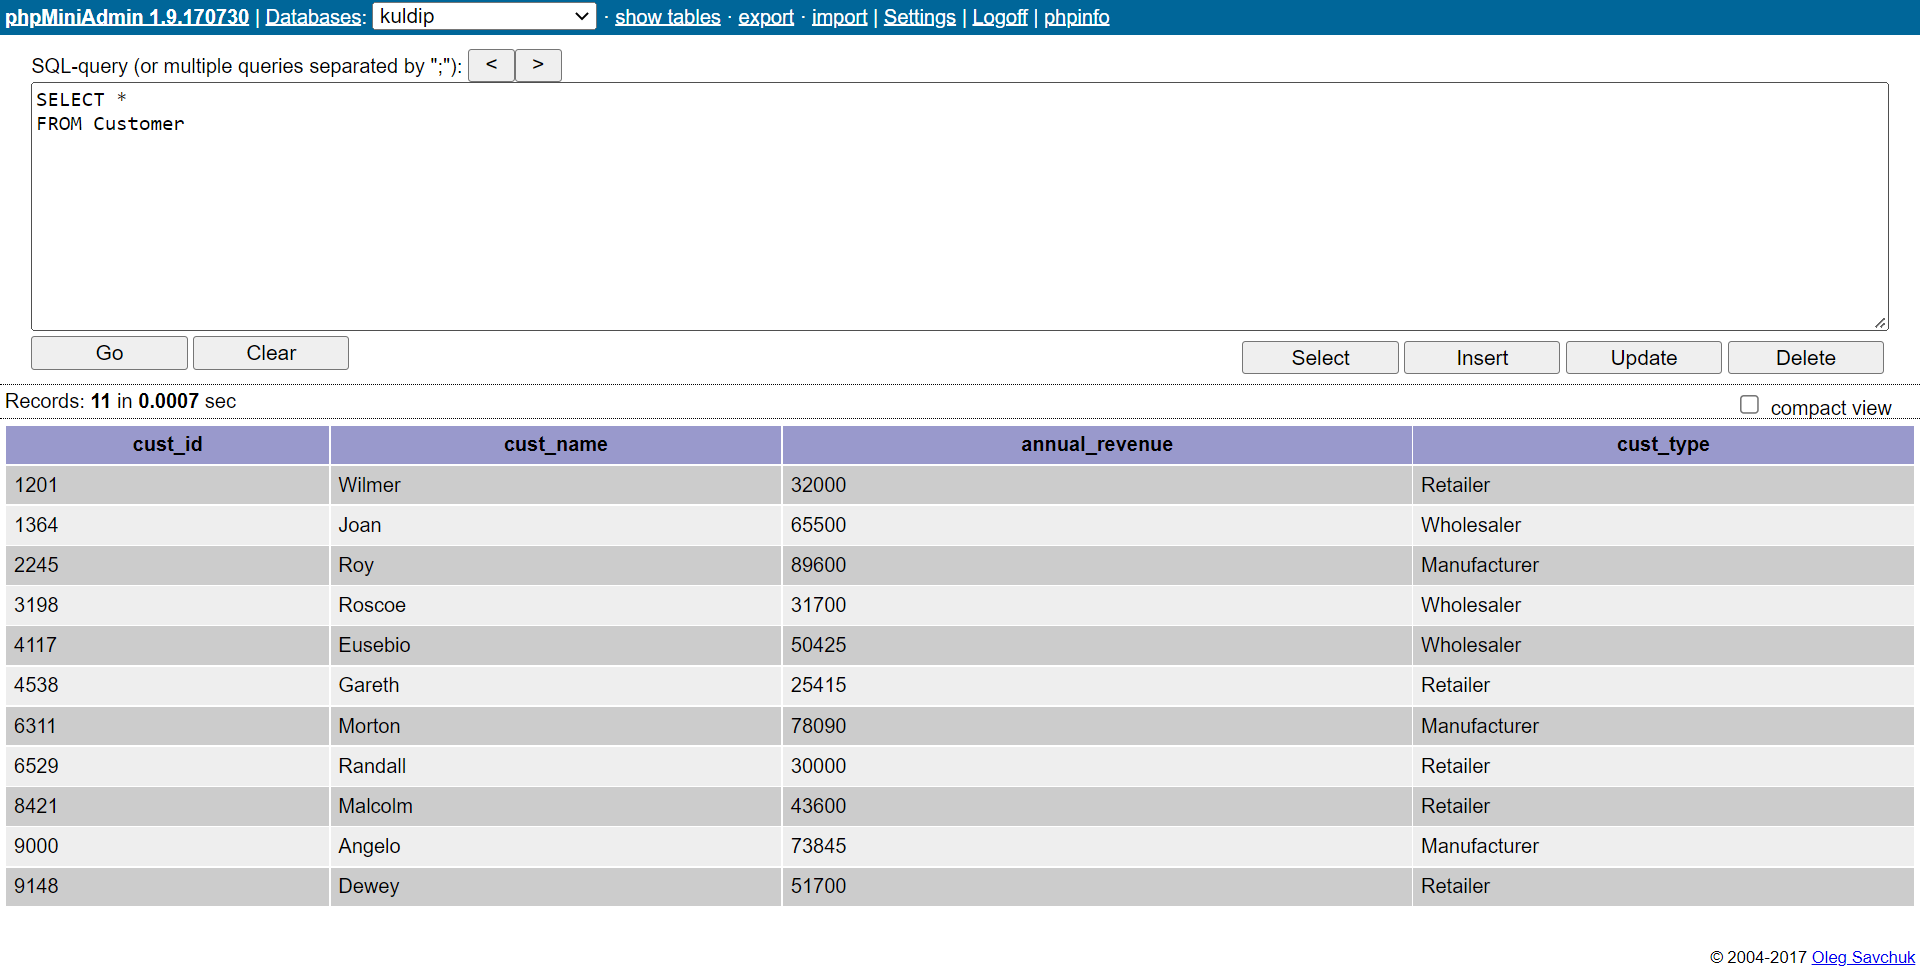 phpMiniAdmin 1.9.170730 | Databases: kuldip · show tables · export · import | Settings | Logoff | phpinfo
SQL-query (or multiple queries separated by ";"): < >
SELECT *
FROM Customer
Go Clear Select Insert Update Delete
Records: 11 in 0.0007 sec compact view
cust_id cust_name annual_revenue cust_type
1201 Wilmer 32000 Retailer
1364 Joan 65500 Wholesaler
2245 Roy 89600 Manufacturer
3198 Roscoe 31700 Wholesaler
4117 Eusebio 50425 Wholesaler
4538 Gareth 25415 Retailer
6311 Morton 78090 Manufacturer
6529 Randall 30000 Retailer
8421 Malcolm 43600 Retailer
9000 Angelo 73845 Manufacturer
9148 Dewey 51700 Retailer
© 2004-2017 Oleg Savchuk